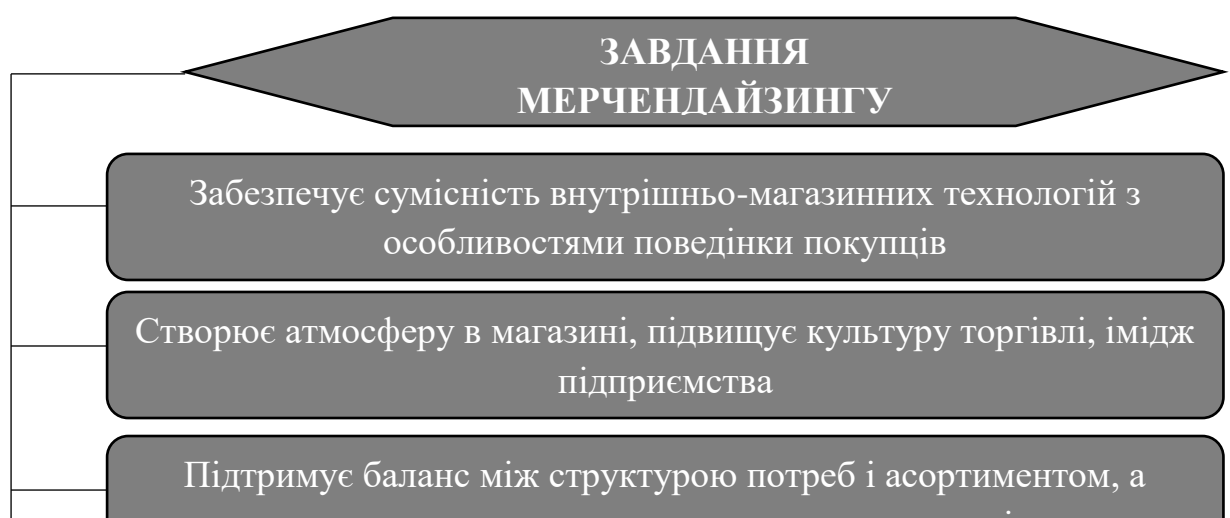 ЗАВДАННЯ
МЕРЧЕНДАЙЗИНГУ
Забезпечує сумісність внутрішньо-магазинних технологій з
особливостями поведінки покупців
Створює атмосферу в магазині, підвищує культуру торгівлі, імідж
підприємства
Підтримує баланс між структурою потреб і асортиментом, а